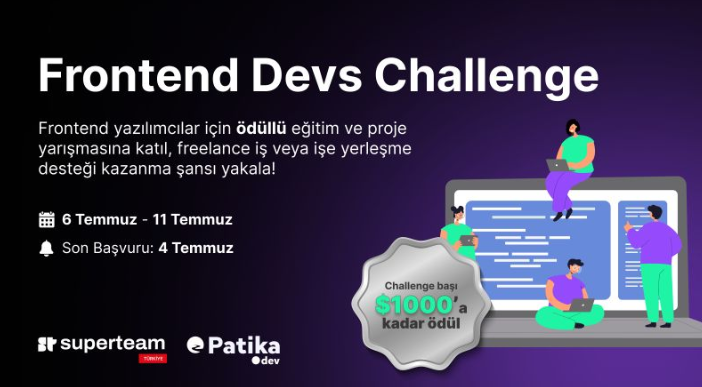 Frontend Devs Challenge
Frontend yazılımcılar için ödüllü eğitim ve proje
yarışmasına katıl, freelance iş veya işe yerleşme
desteği kazanma şansı yakala!
6 Temmuz - 11 Temmuz
Son Başvuru: 4 Temmuz
Challenge başı
$1000'a
kadar ödül
superteam
TÜRKİYE
Patika
.dev